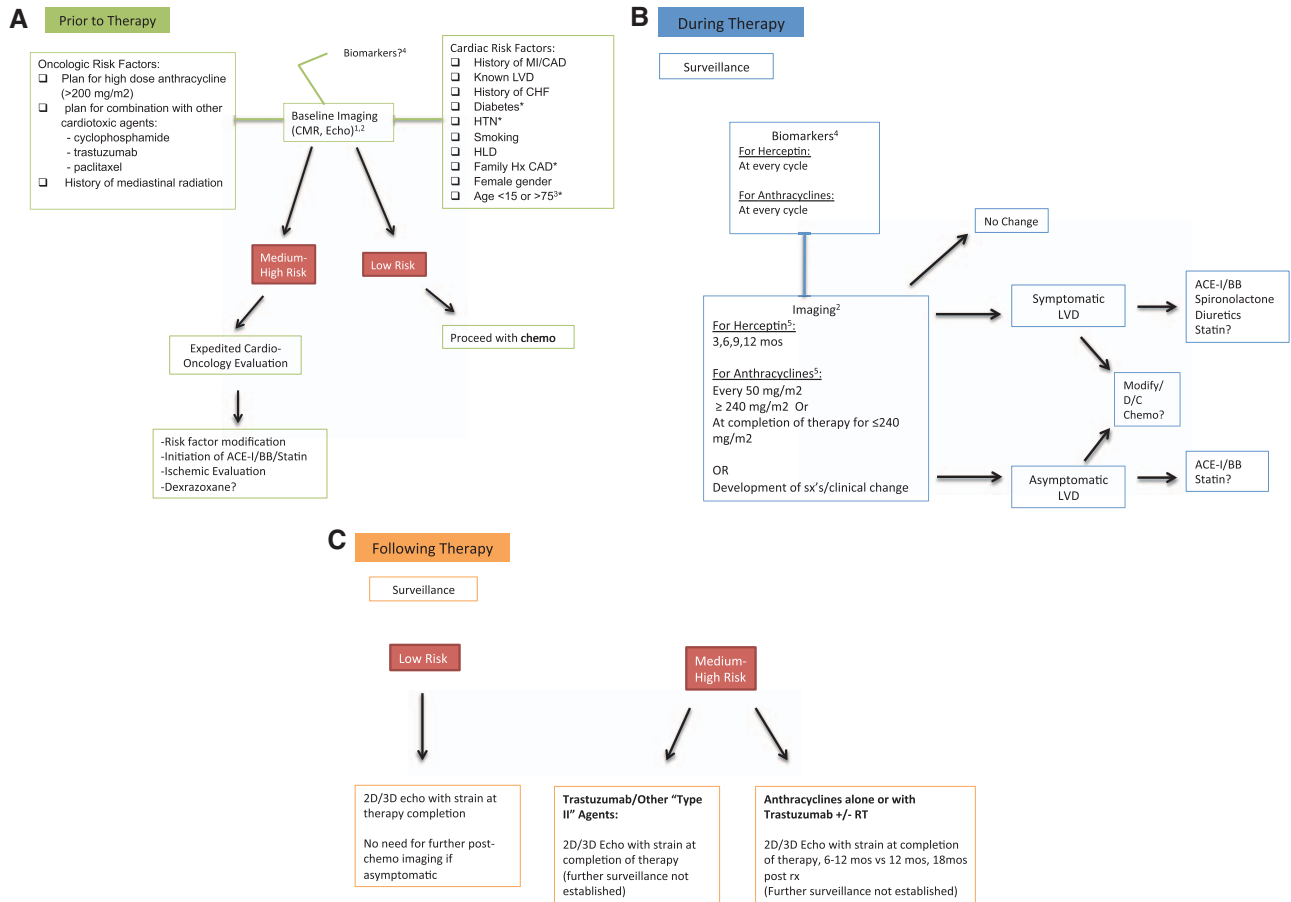 A
Prior to Therapy
Oncologic Risk Factors:
❑ Plan for high dose anthracycline
(>200 mg/m2)
❑ plan for combination with other
cardiotoxic agents:
- cyclophosphamide
- trastuzumab
- paclitaxel
❑ History of mediastinal radiation
Biomarkers?4
Baseline Imaging
(CMR, Echo)1,2
Cardiac Risk Factors:
❑ History of MI/CAD
❑ Known LVD
❑ History of CHF
❑ Diabetes*
❑ HTN*
❑ Smoking
❑ HLD
❑ Family Hx CAD*
❑ Female gender
❑ Age <15 or >753*
Medium-
High Risk
Low Risk
Expedited Cardio-
Oncology Evaluation
Proceed with chemo
-Risk factor modification
-Initiation of ACE-I/BB/Statin
-Ischemic Evaluation
-Dexrazoxane?
B
During Therapy
Surveillance
Biomarkers4
For Herceptin:
At every cycle
For Anthracyclines:
At every cycle
Imaging2
For Herceptin5:
3,6,9,12 mos
For Anthracyclines5:
Every 50 mg/m2
≥ 240 mg/m2 Or
At completion of therapy for ≤240
mg/m2
OR
Development of sx's/clinical change
No Change
Symptomatic
LVD
ACE-I/BB
Spironolactone
Diuretics
Statin?
Modify/
D/C
Chemo?
Asymptomatic
LVD
ACE-I/BB
Statin?
C
Following Therapy
Surveillance
Low Risk
Medium-
High Risk
2D/3D echo with strain at
therapy completion
No need for further post-
chemo imaging if
asymptomatic
Trastuzumab/Other “Type
II” Agents:
2D/3D Echo with strain at
completion of therapy
(further surveillance not
established)
Anthracyclines alone or with
Trastuzumab +/- RT
2D/3D Echo with strain at completion
of therapy, 6-12 mos vs 12 mos, 18mos
post rx
(Further surveillance not established)